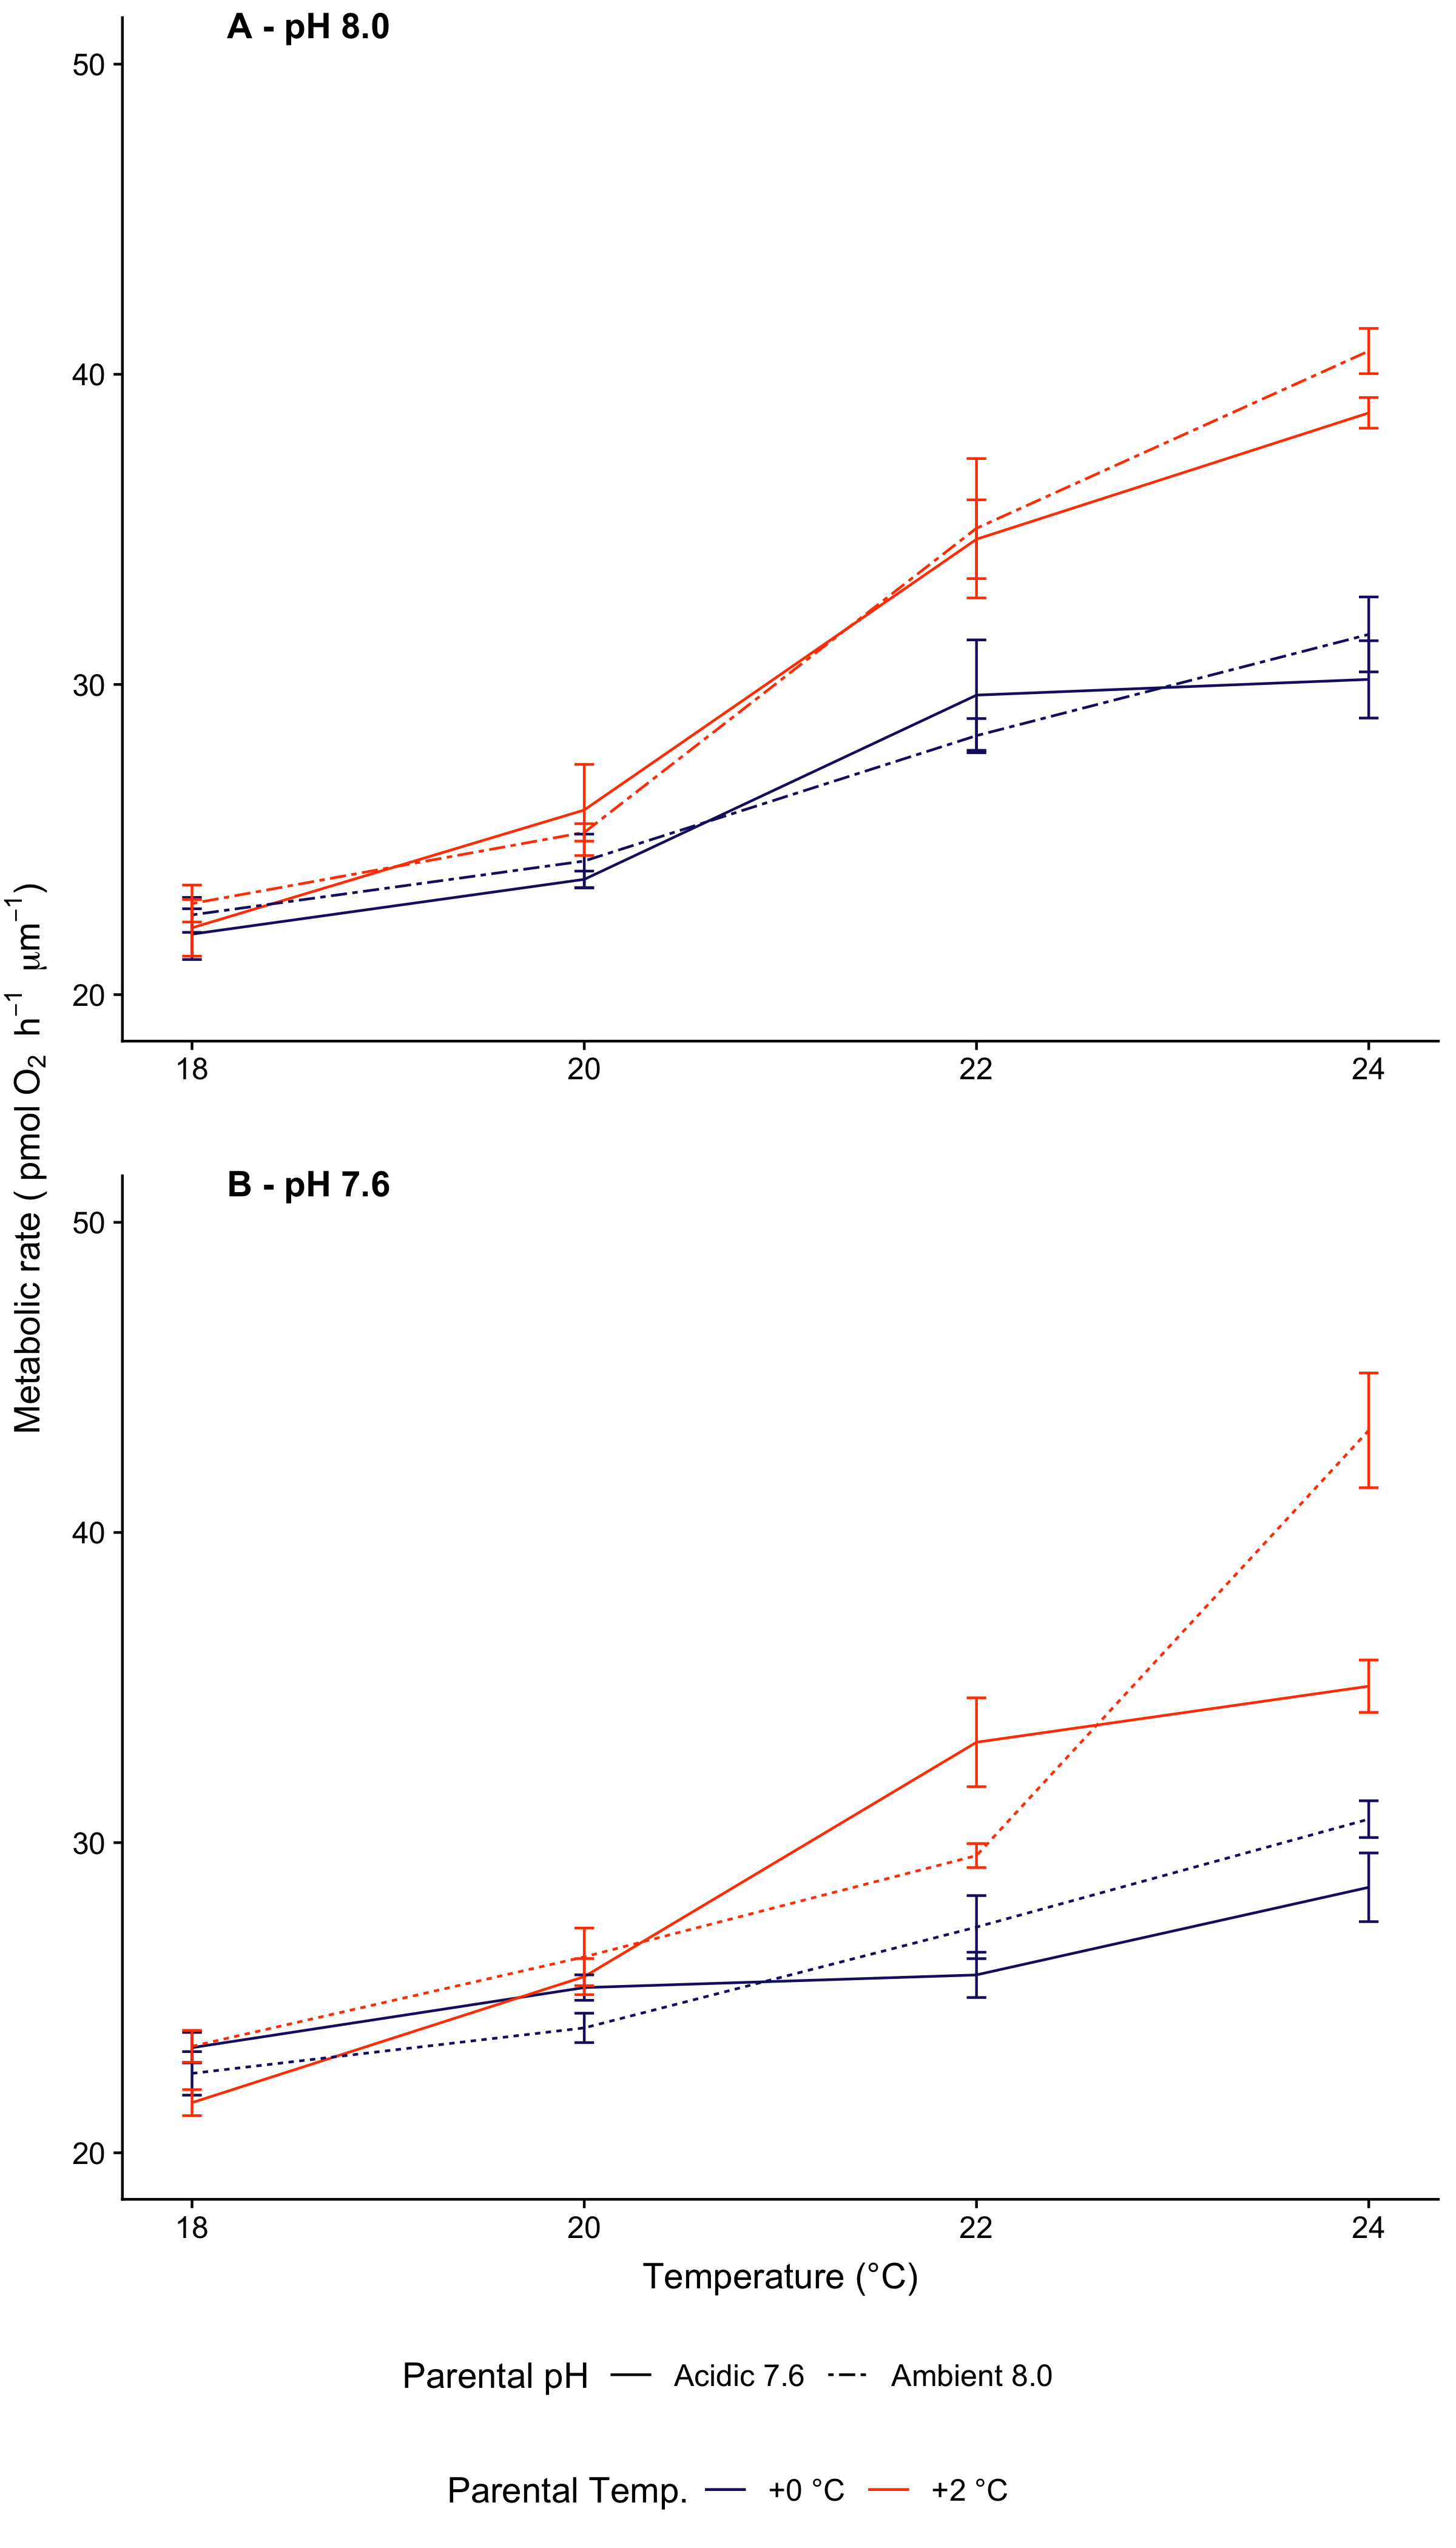 A - pH 8.0
50
40
30
20
18 20 22 24
Metabolic rate ( pmol O₂ h⁻¹ μm⁻¹)
B - pH 7.6
50
40
30
20
18 20 22 24
Temperature (°C)
Parental pH Acidic 7.6 Ambient 8.0
Parental Temp. +0 °C +2 °C